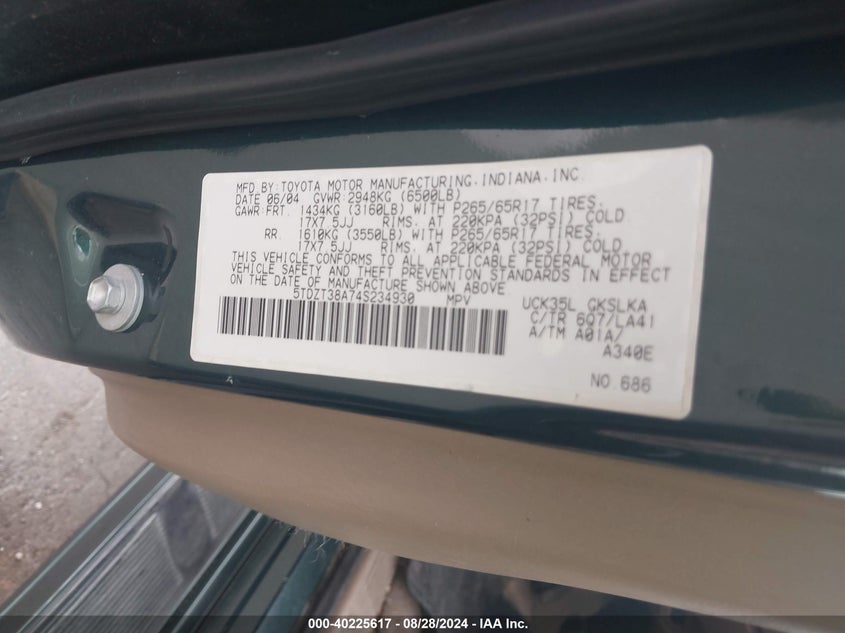 MFD.BY:TOYOTA MOTOR MANUFACTURING.INDIANA.INC.
DATE 06/04 GVWR:2948KG (6500LB)
GAWR:FRT. 1434KG (3160LB) WITH P265/65R17 TIRES.
17X7.5JJ RIMS. AT 220KPA (32PSI) COLD
RR. 1610KG (3550LB) WITH P265/65R17 TIRES.
17X7.5JJ RIMS. AT 220KPA (32PSI) COLD
THIS VEHICLE CONFORMS TO ALL APPLICABLE FEDERAL MOTOR
VEHICLE SAFETY AND THEFT PREVENTION STANDARDS IN EFFECT
ON THE DATE OF MANUFACTURE SHOWN ABOVE
5TDZT38A74S234930 MPV
UCK35L GKSLKA
C/TR 6Q7/LA41
A/TM A01A/
A340E
NO.686
000-40225617 - 08/28/2024 - IAA Inc.